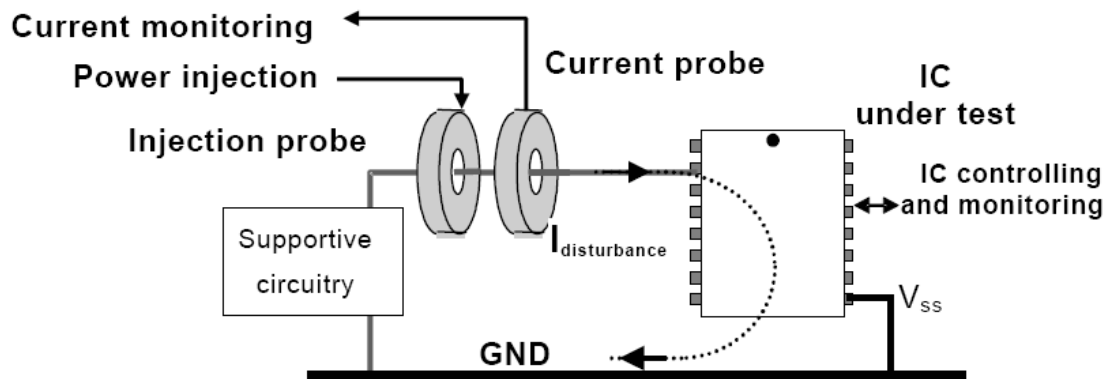 Current monitoring
Power injection
Injection probe
Current probe
IC
under test
IC controlling
and monitoring
Supportive
circuitry
I disturbance
Vss
GND